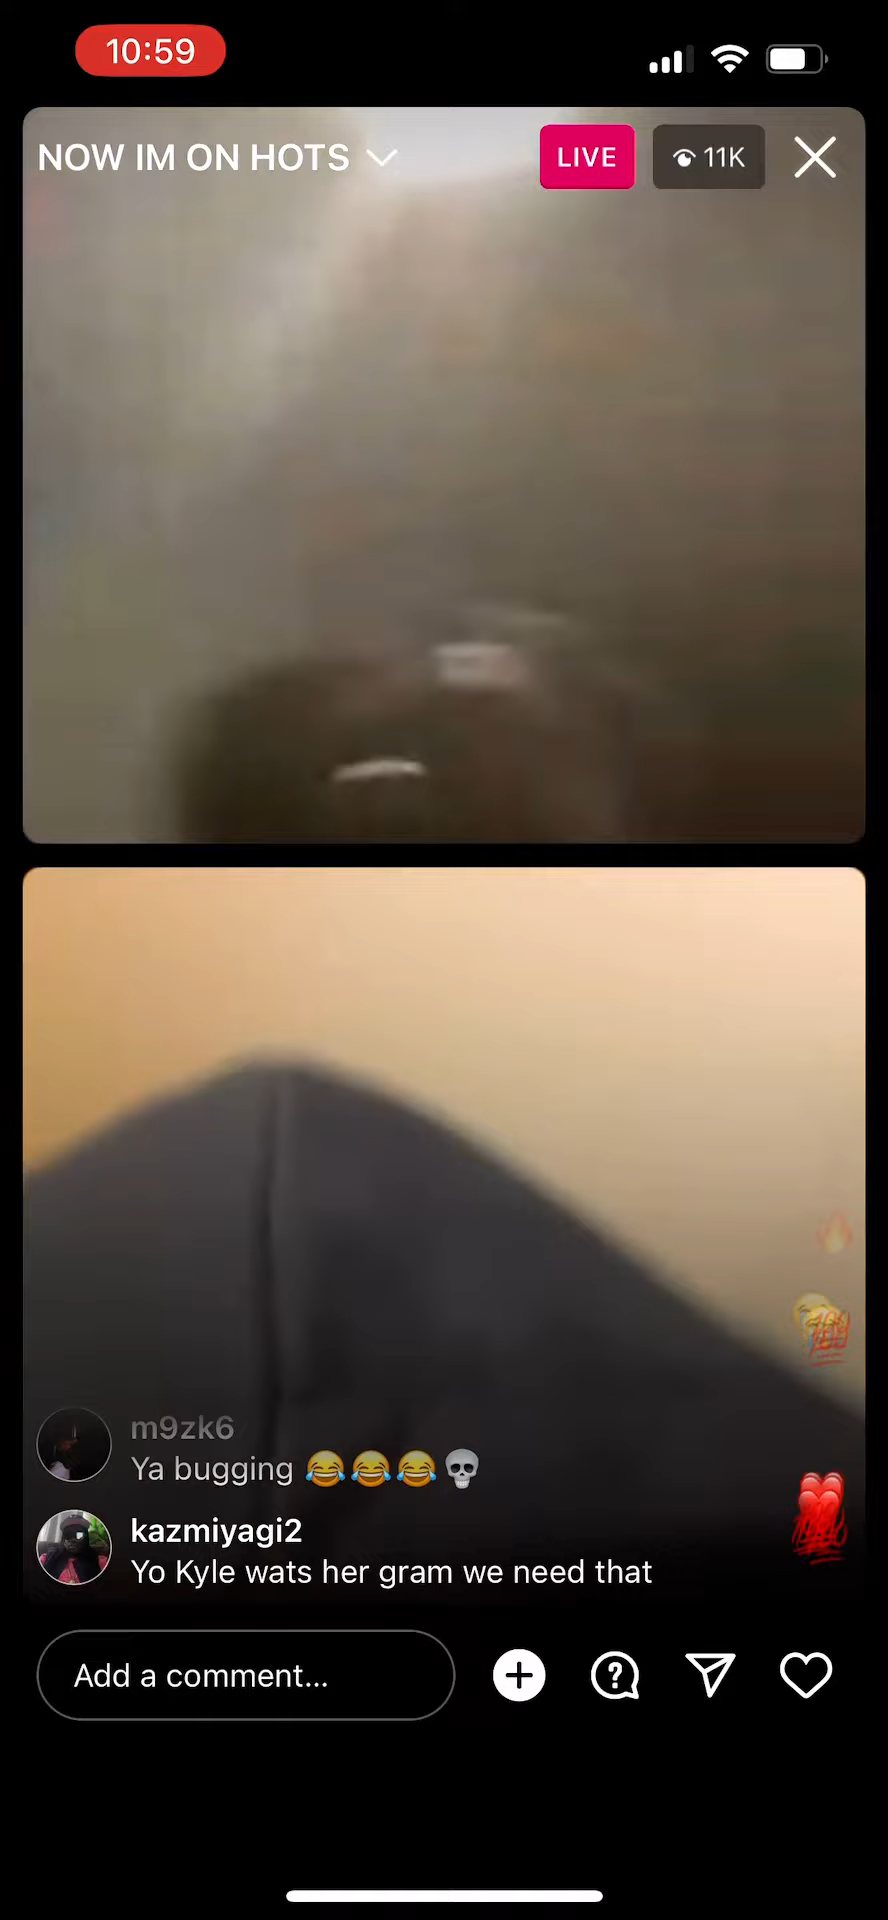 10:59
NOW IM ON HOTS
LIVE
11K
m9zk6
Ya bugging 😂😂😂💀
kazmiyagi2
Yo Kyle wats her gram we need that
Add a comment...